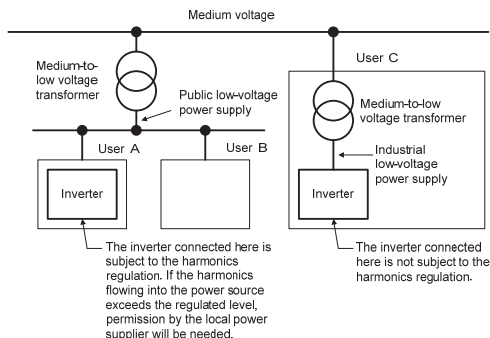 Medium voltage
Medium-to-
low voltage
transformer
Public low-voltage
power supply
User A
User B
Inverter
The inverter connected here is
subject to the harmonics
regulation. If the harmonics
flowing into the power source
exceeds the regulated level,
permission by the local power
supplier will be needed.
User C
Medium-to-low
voltage transformer
Industrial
low-voltage
power supply
Inverter
The inverter connected
here is not subject to the
harmonics regulation.